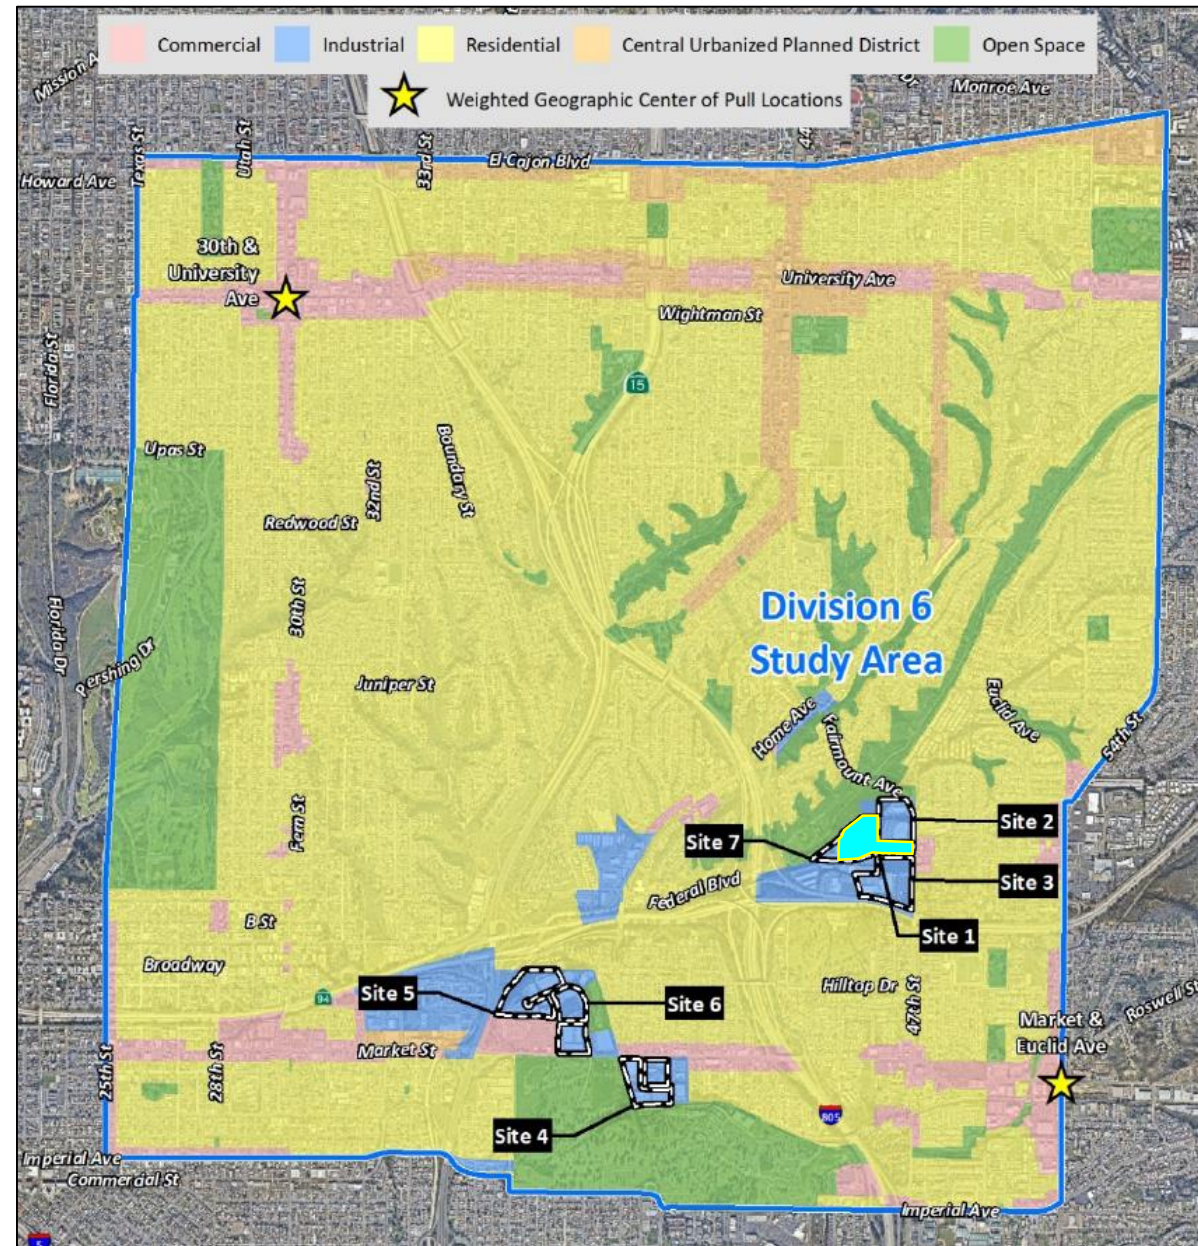 Commercial
Industrial
Residential
Central Urbanized Planned District
Open Space
Weighted Geographic Center of Pull Locations
Monroe Ave
Texas St
Utah St
33rd St
El Cajon Blvd
Howard Ave
30th &
University
Ave
University Ave
Wightman St
Florida St
15
Upas St
Boundary St
32nd St
Redwood St
30th St
Division 6
Study Area
Florida Dr
Pershing Dr
Juniper St
Home Ave
Fairmount Ave
Euclid Ave
54th St
Fern St
Site 7
Site 2
Federal Blvd
Site 3
B St
Site 1
Broadway
94
Site 5
Site 6
Hilltop Dr
47th St
Roswell St
Market &
Euclid Ave
25th St
28th St
Market St
805
Site 4
Imperial Ave
Commercial St
Imperial Ave
5